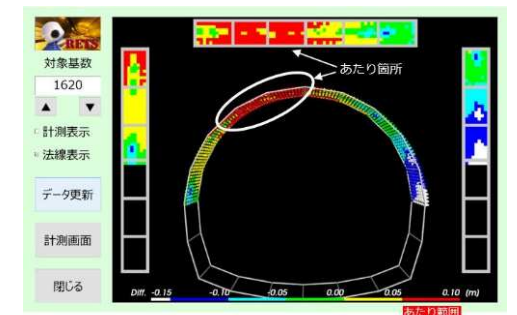 RETS
対象基数
1620
▲ ▼
計測表示
法線表示
データ更新
計測画面
閉じる
あたり箇所
Diff. -0.15 -0.10 -0.05 0.00 0.05 0.10 (m)
あたり範囲